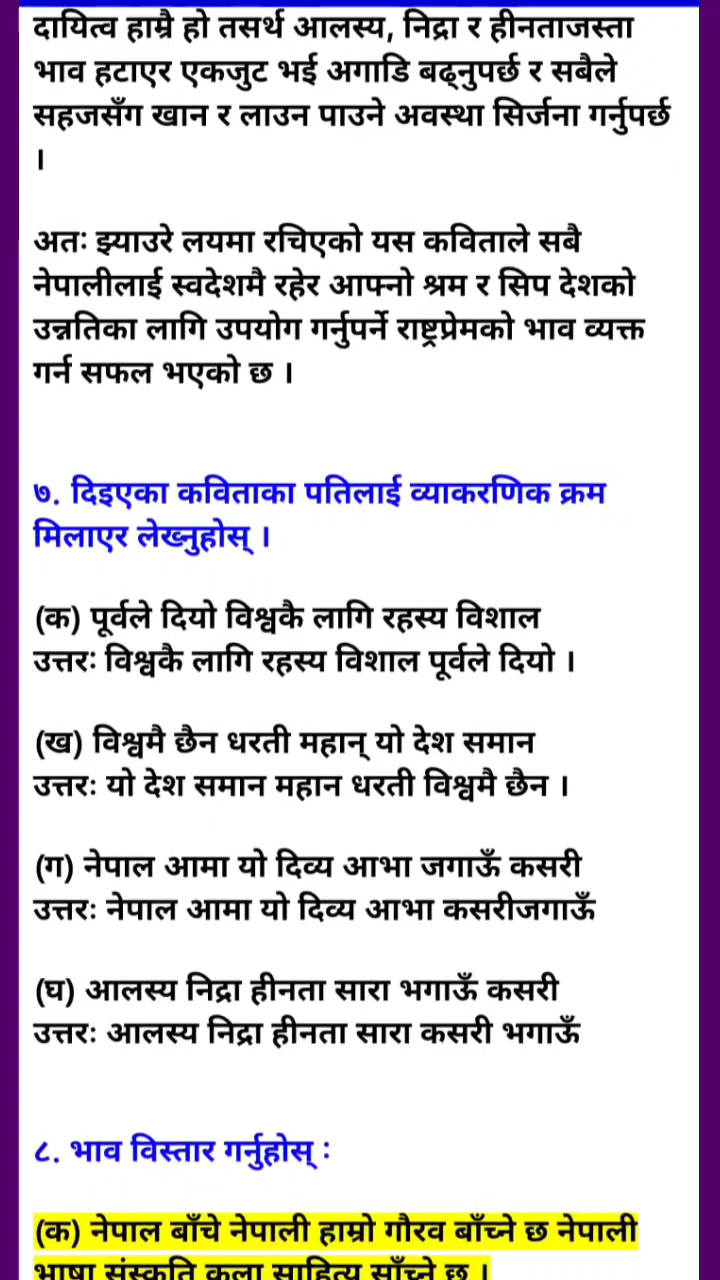 दायित्व हाम्रै हो तसर्थ आलस्य, निद्रा र हीनताजस्ता
भाव हटाएर एकजुट भई अगाडि बढ्नुपर्छ र सबैले
सहजसँग खान र लाउन पाउने अवस्था सिर्जना गर्नुपर्छ
।
अतः झ्याउरे लयमा रचिएको यस कविताले सबै
नेपालीलाई स्वदेशमै रहेर आफ्नो श्रम र सिप देशको
उन्नतिका लागि उपयोग गर्नुपर्ने राष्ट्रप्रेमको भाव व्यक्त
गर्न सफल भएको छ ।
७. दिइएका कविताका पतिलाई व्याकरणिक क्रम
मिलाएर लेख्नुहोस् ।
(क) पूर्वले दियो विश्वकै लागि रहस्य विशाल
उत्तरः विश्वकै लागि रहस्य विशाल पूर्वले दियो ।
(ख) विश्वमै छैन धरती महान् यो देश समान
उत्तरः यो देश समान महान धरती विश्वमै छैन ।
(ग) नेपाल आमा यो दिव्य आभा जगाऊँ कसरी
उत्तरः नेपाल आमा यो दिव्य आभा कसरीजगाऊँ
(घ) आलस्य निद्रा हीनता सारा भगाऊँ कसरी
उत्तरः आलस्य निद्रा हीनता सारा कसरी भगाऊँ
८. भाव विस्तार गर्नुहोस् :
(क) नेपाल बाँचे नेपाली हाम्रो गौरव बाँच्ने छ नेपाली
भाषा संस्कृति कला साहित्य साँच्ने छ ।